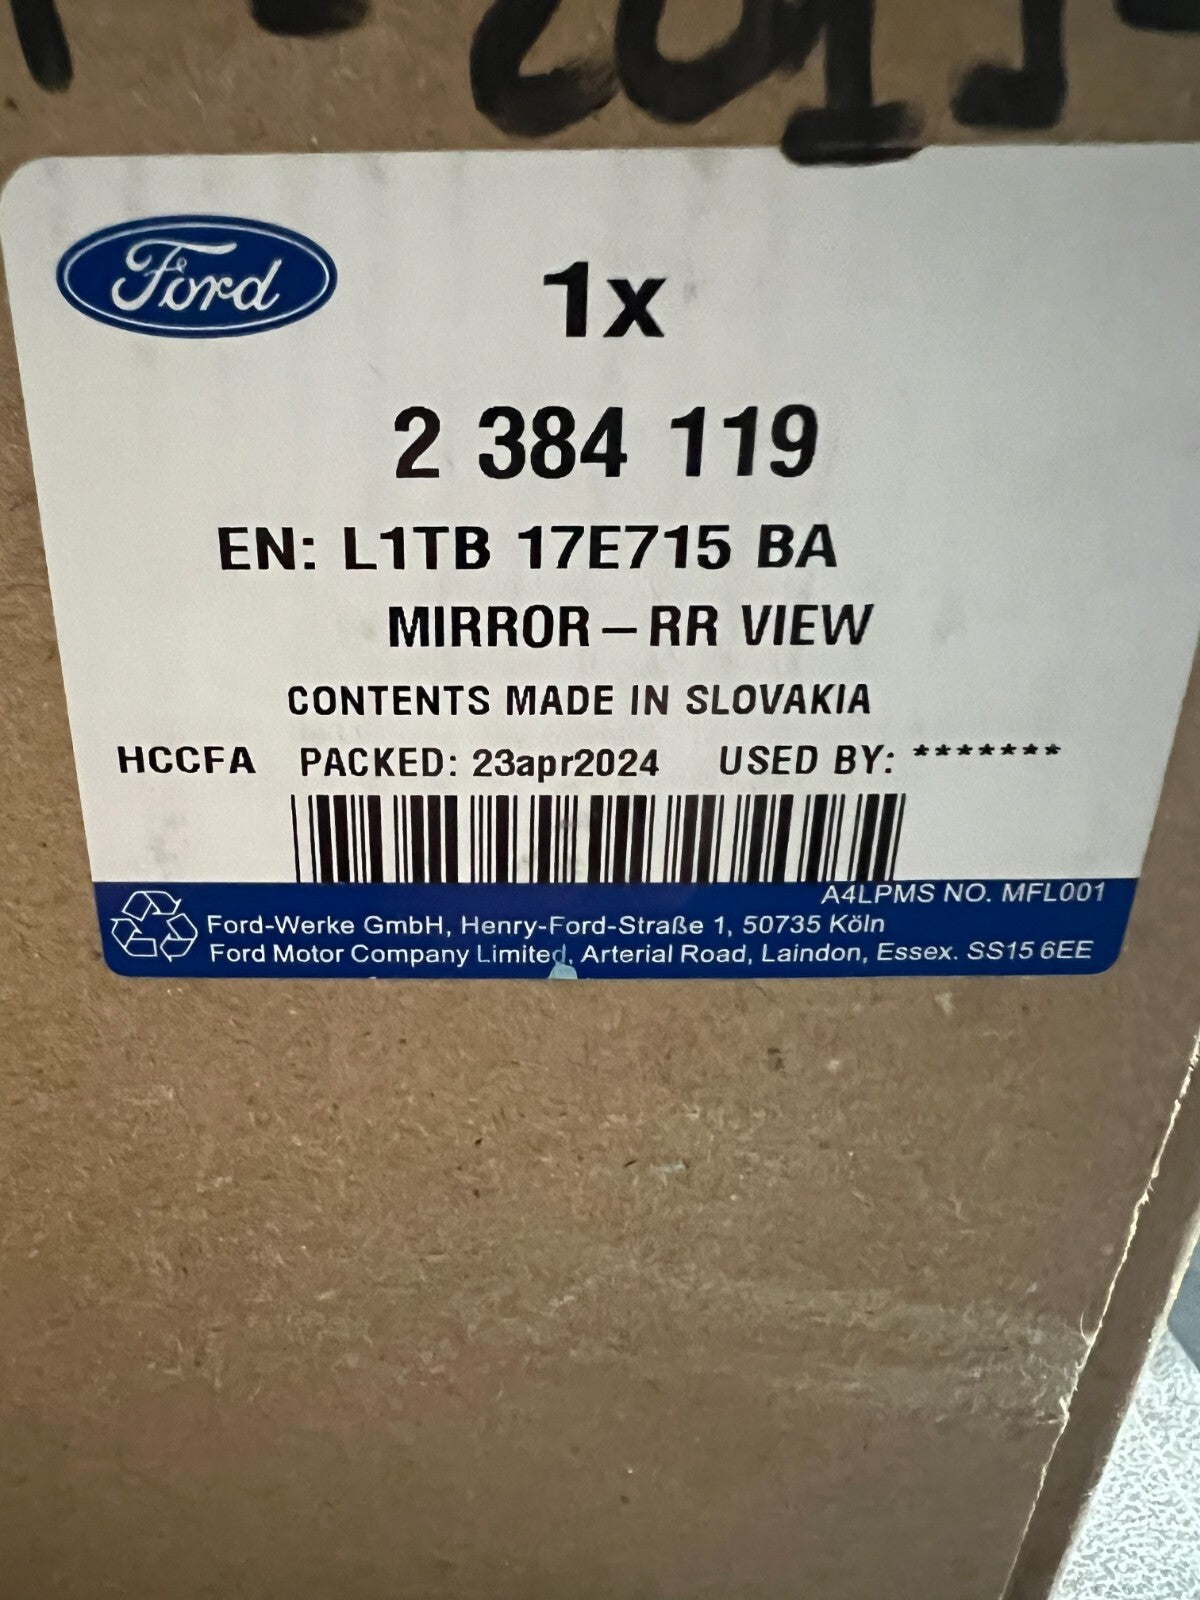 Ford
1x
2 384 119
EN: L1TB 17E715 BA
MIRROR – RR VIEW
CONTENTS MADE IN SLOVAKIA
HCCFA PACKED: 23apr2024 USED BY: *******
A4LPMS NO. MFL001
Ford-Werke GmbH, Henry-Ford-Straße 1, 50735 Köln
Ford Motor Company Limited, Arterial Road, Laindon, Essex. SS15 6EE